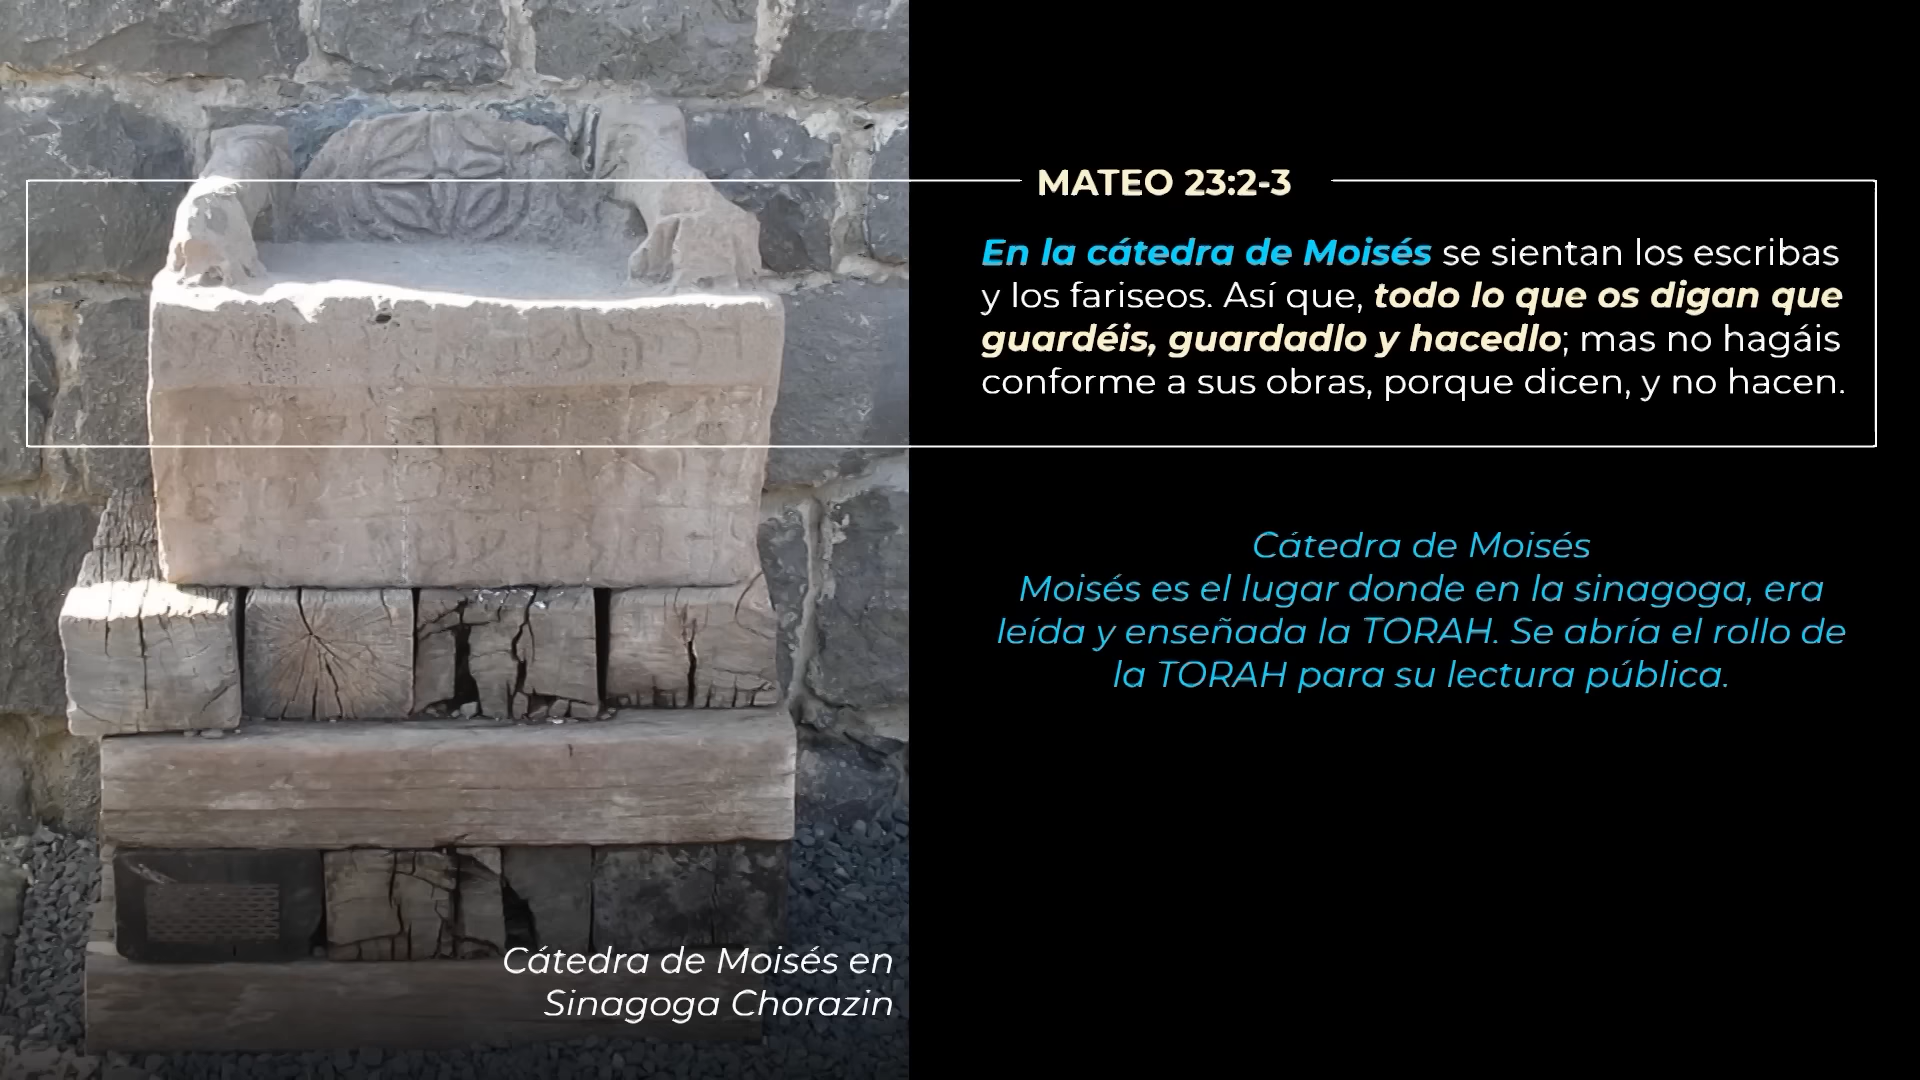 MATEO 23:2-3
En la cátedra de Moisés se sientan los escribas
y los fariseos. Así que, todo lo que os digan que
guardéis, guardadlo y hacedlo; mas no hagáis
conforme a sus obras, porque dicen, y no hacen.
Cátedra de Moisés
Moisés es el lugar donde en la sinagoga, era
leída y enseñada la TORAH. Se abría el rollo de
la TORAH para su lectura pública.
Cátedra de Moisés en
Sinagoga Chorazin